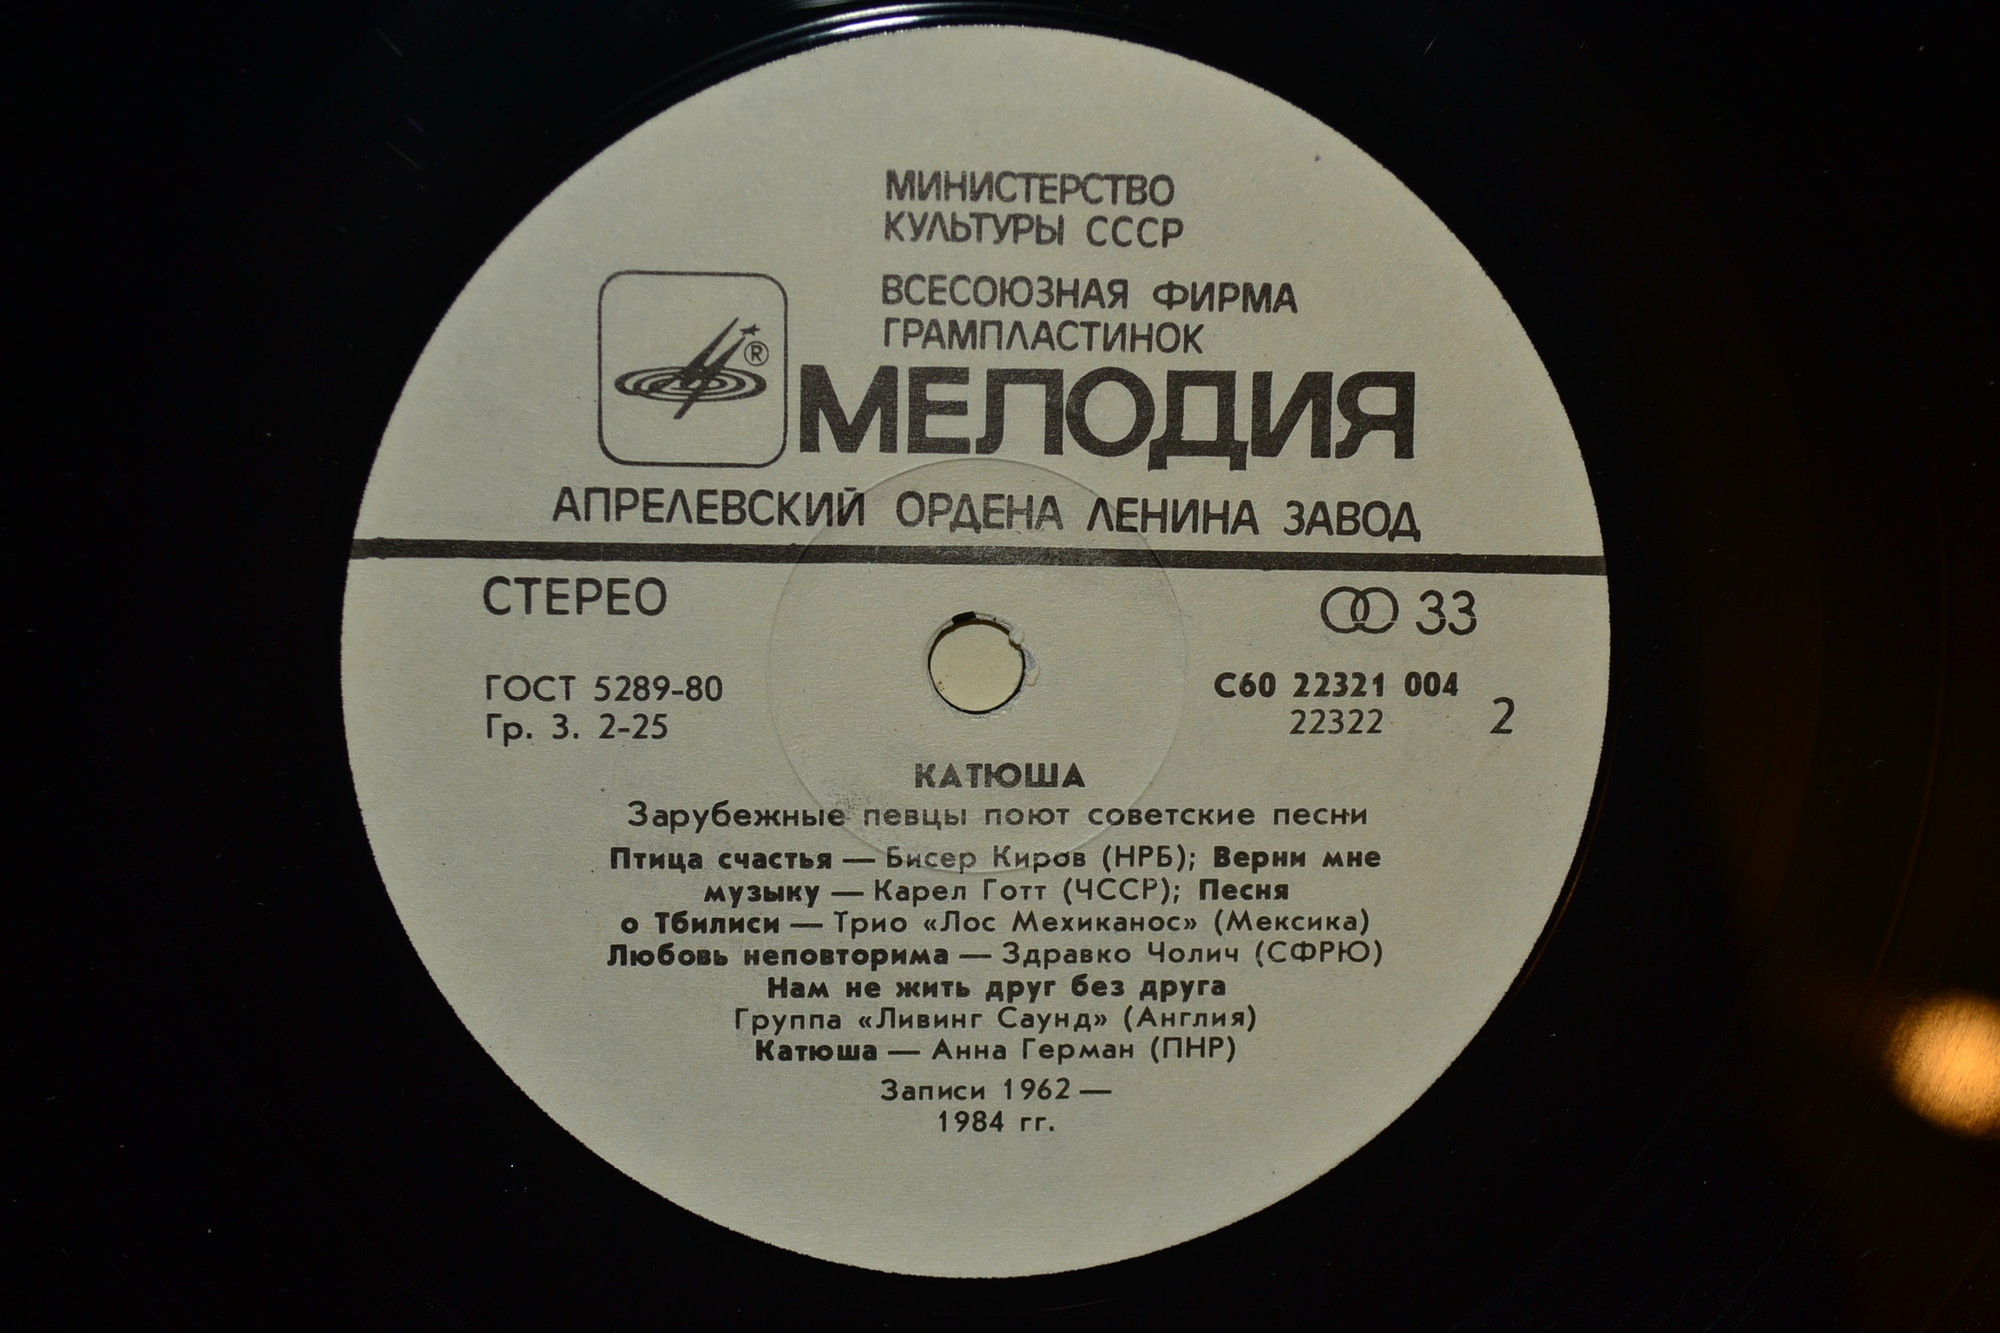 МИНИСТЕРСТВО
КУЛЬТУРЫ СССР
ВСЕСОЮЗНАЯ ФИРМА
ГРАМПЛАСТИНОК
®
МЕЛОДИЯ
АПРЕЛЕВСКИЙ ОРДЕНА ЛЕНИНА ЗАВОД
СТЕРЕО
33
ГОСТ 5289-80
Гр. 3. 2-25
С60 22321 004
22322
2
КАТЮША
Зарубежные певцы поют советские песни
Птица счастья — Бисер Киров (НРБ); Верни мне
музыку — Карел Готт (ЧССР); Песня
о Тбилиси — Трио «Лос Мехиканос» (Мексика)
Любовь неповторима — Здравко Чолич (СФРЮ)
Нам не жить друг без друга
Группа «Ливинг Саунд» (Англия)
Катюша — Анна Герман (ПНР)
Записи 1962 —
1984 гг.